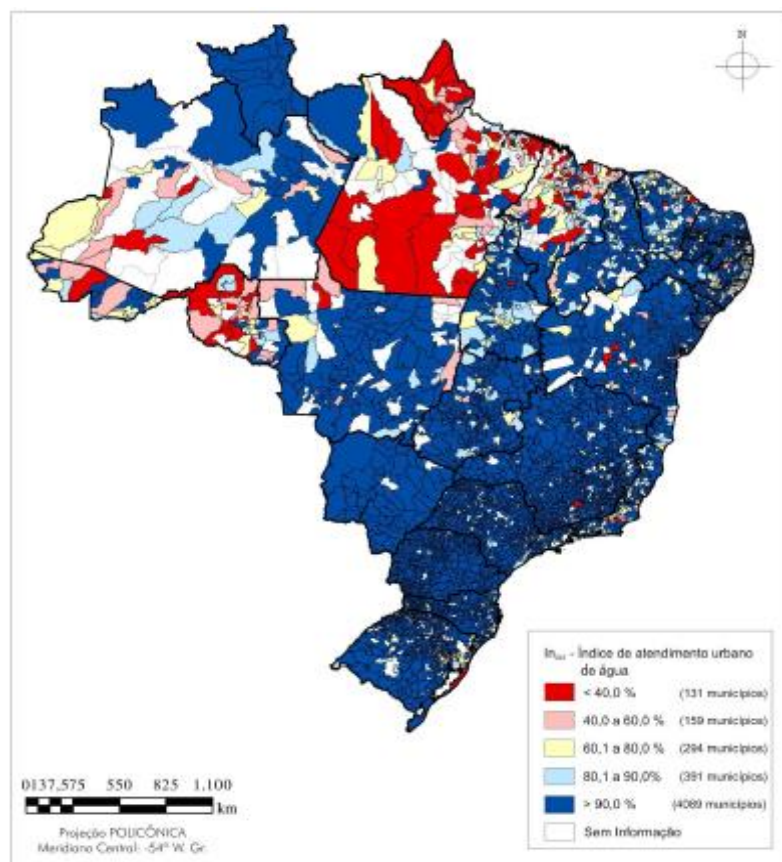 N
Índice de atendimento urbano
de água
< 40,0 % (131 municípios)
40,0 a 60,0 % (159 municípios)
60,1 a 80,0 % (294 municípios)
80,1 a 90,0% (391 municípios)
> 90,0 % (4089 municípios)
Sem Informação
0137,575 550 825 1.100
km
Projeção POLICÔNICA
Meridiano Central: -54º W. Gr.